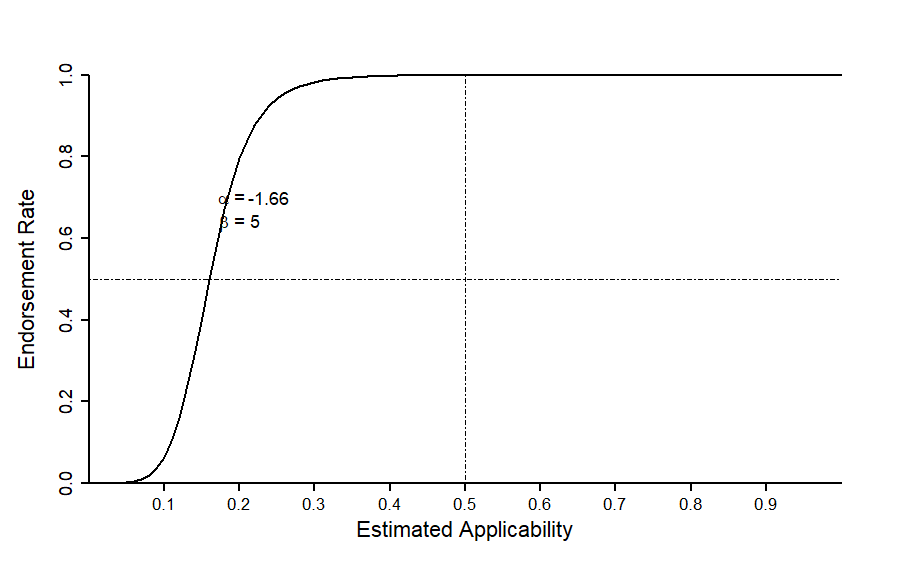 1.0
0.8
0.6
0.4
0.2
0.0
Endorsement Rate
α = -1.66
β = 5
0.1 0.2 0.3 0.4 0.5 0.6 0.7 0.8 0.9
Estimated Applicability